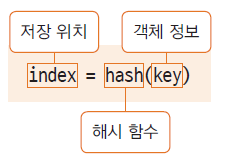 저장 위치 객체 정보
index = hash(key)
해시 함수